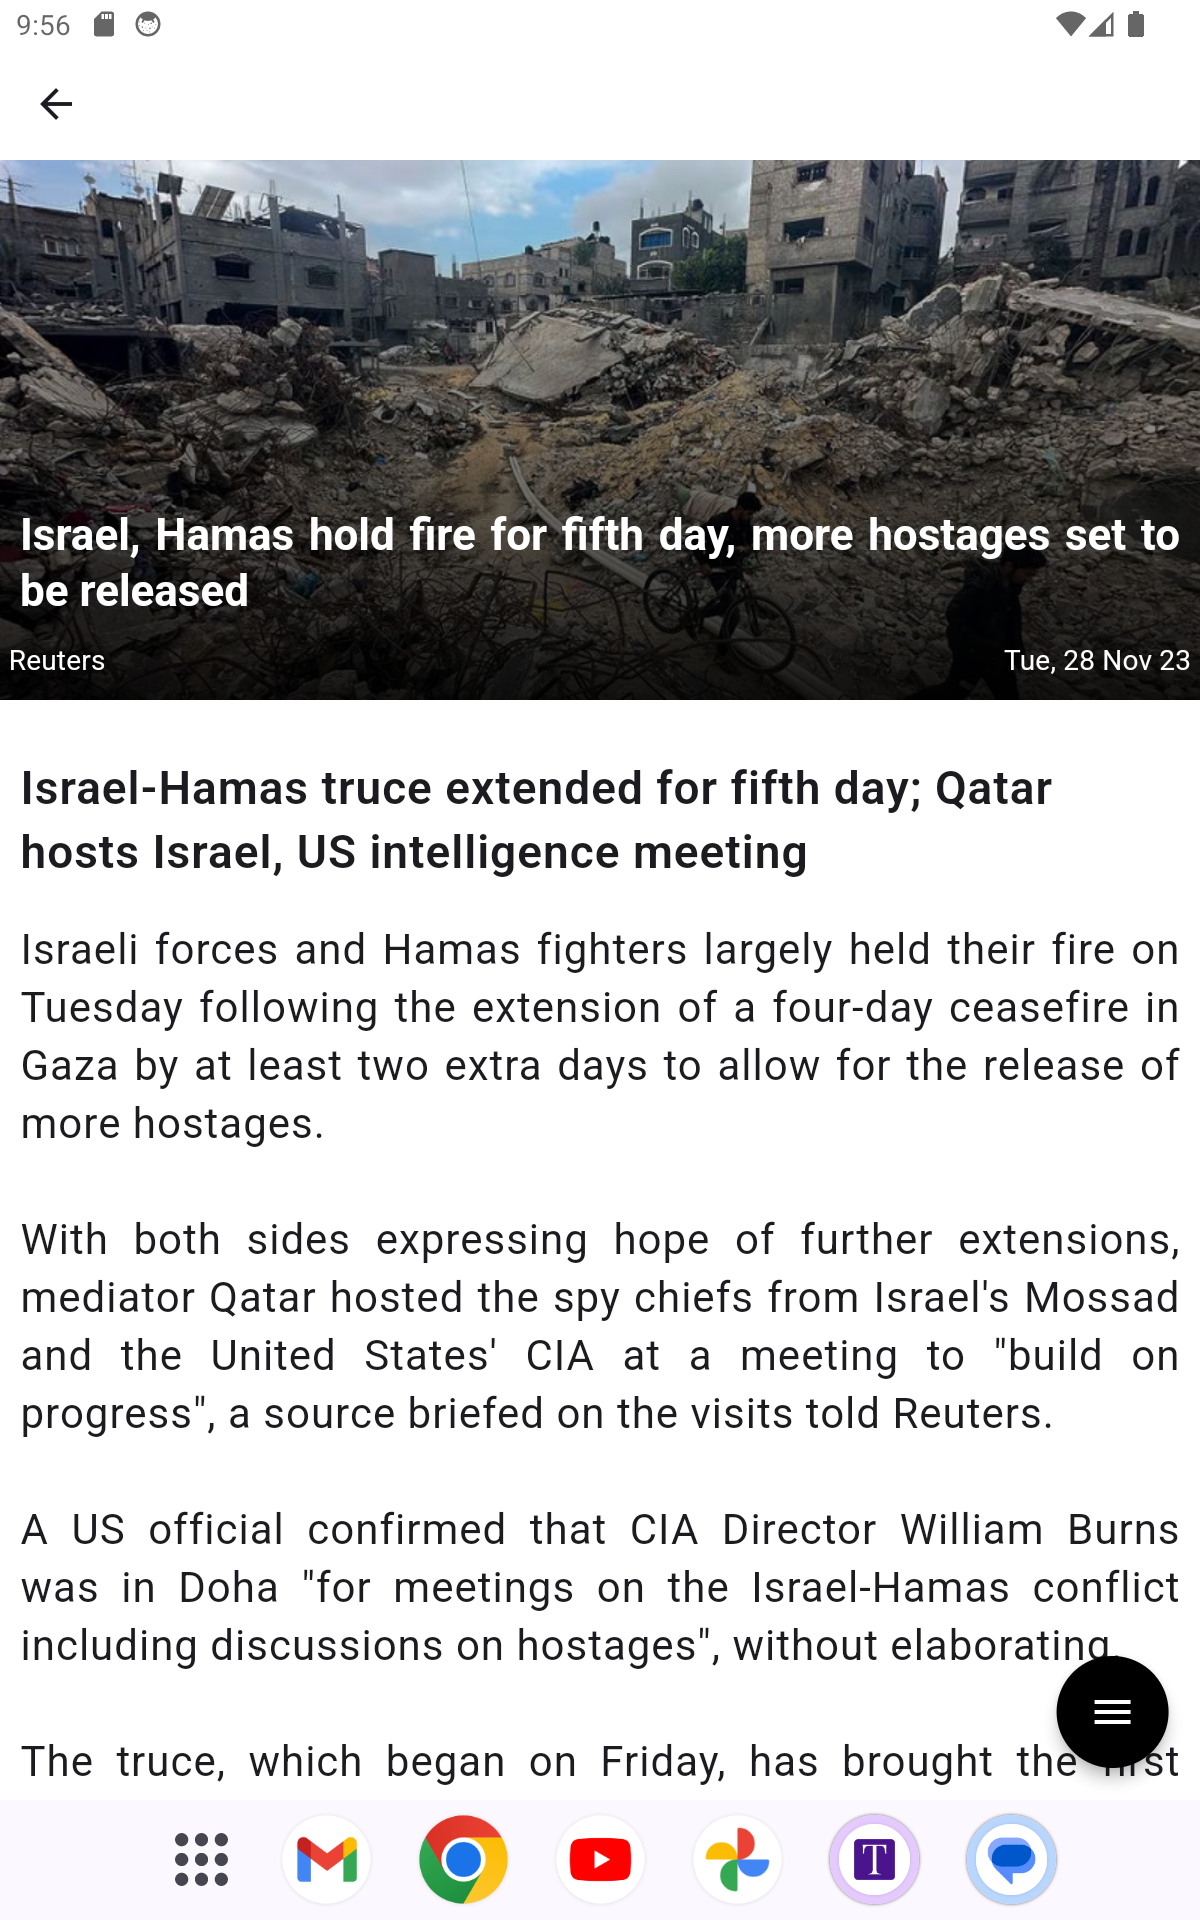 9:56
Israel, Hamas hold fire for fifth day, more hostages set to
be released
Reuters
Tue, 28 Nov 23
Israel-Hamas truce extended for fifth day; Qatar
hosts Israel, US intelligence meeting
Israeli forces and Hamas fighters largely held their fire on
Tuesday following the extension of a four-day ceasefire in
Gaza by at least two extra days to allow for the release of
more hostages.
With both sides expressing hope of further extensions,
mediator Qatar hosted the spy chiefs from Israel's Mossad
and the United States' CIA at a meeting to "build on
progress", a source briefed on the visits told Reuters.
A US official confirmed that CIA Director William Burns
was in Doha "for meetings on the Israel-Hamas conflict
including discussions on hostages", without elaborating.
The truce, which began on Friday, has brought the first
T